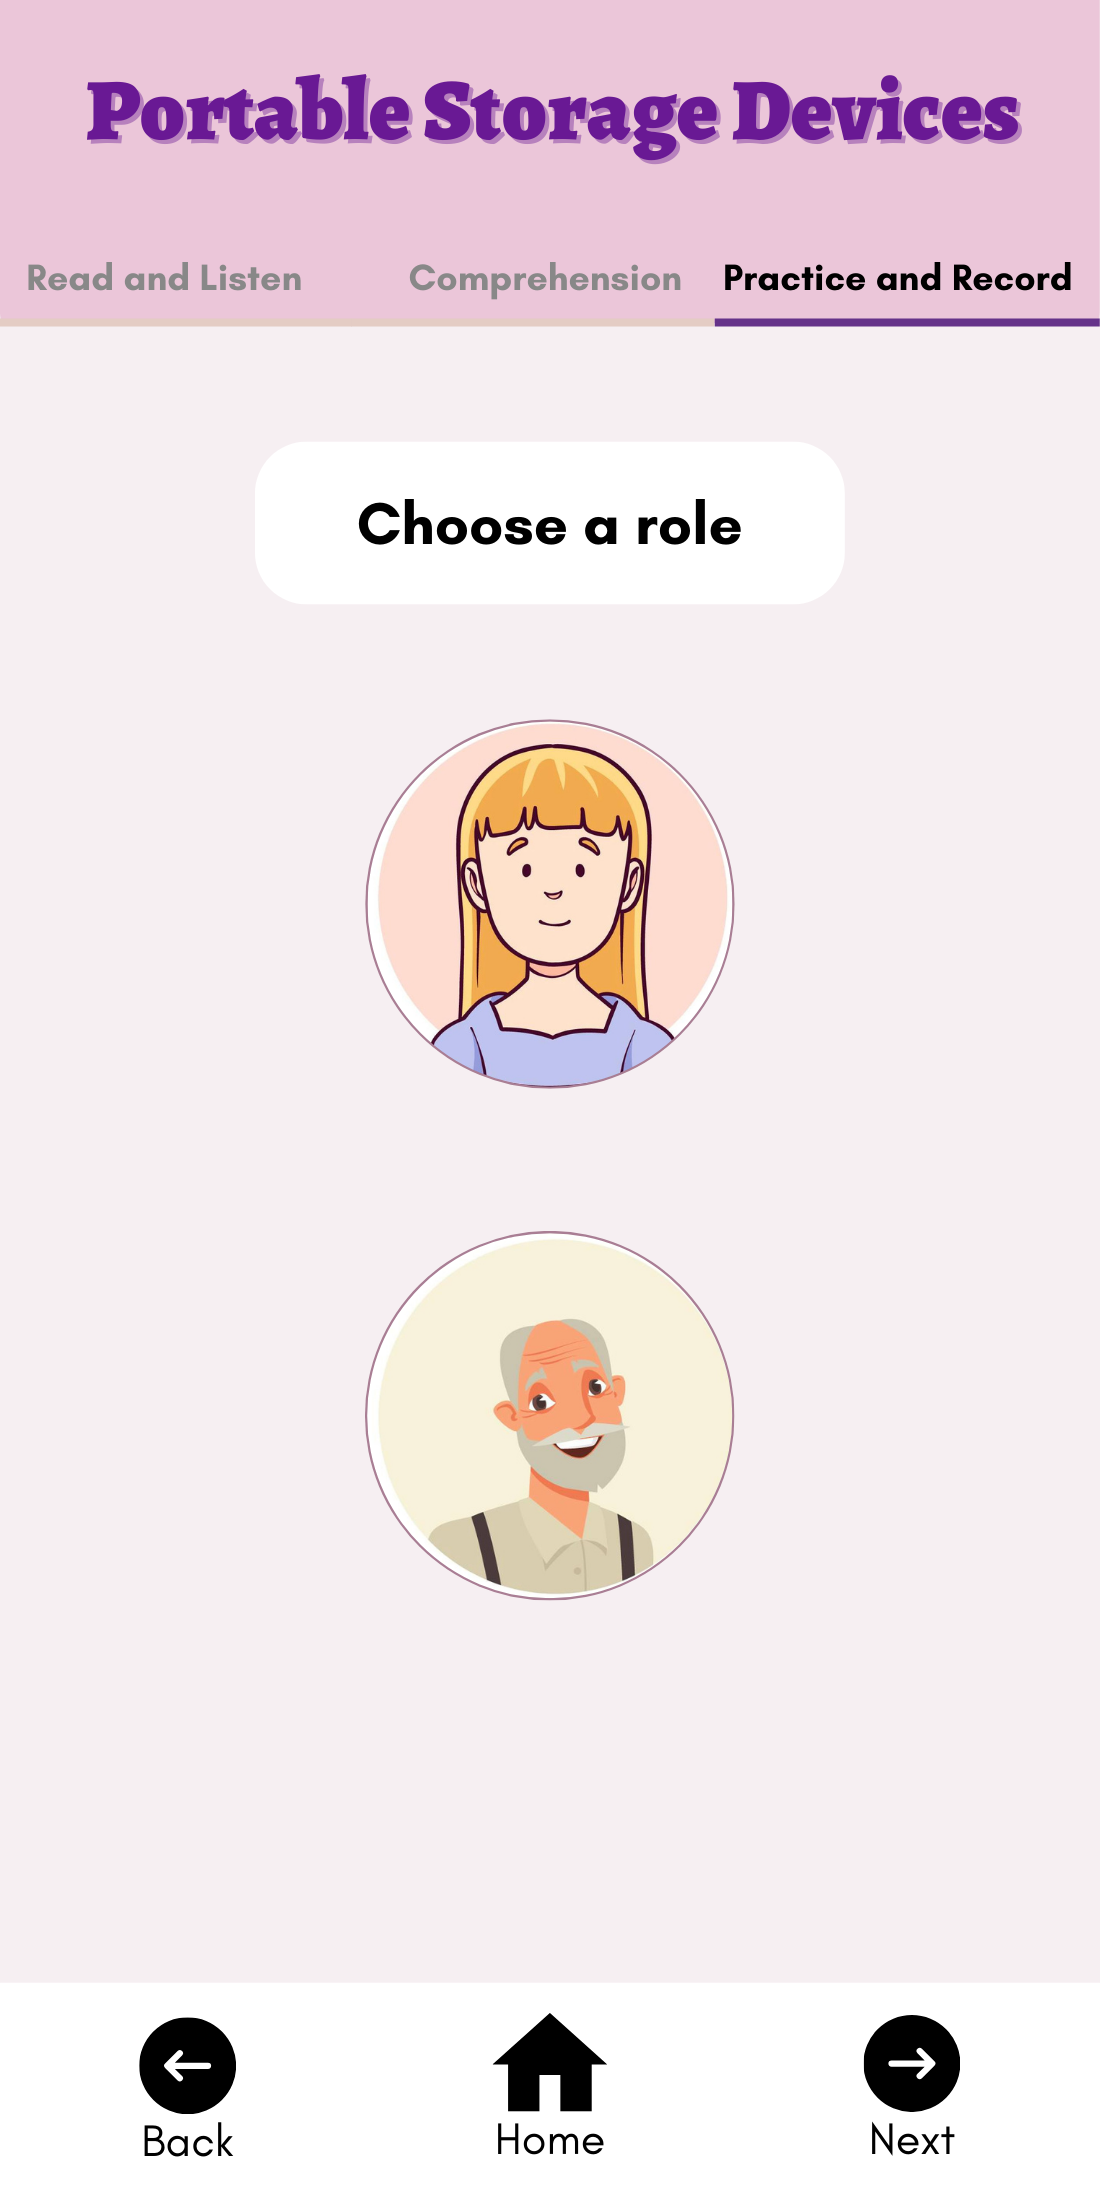 Portable Storage Devices
Read and Listen
Comprehension
Practice and Record
Choose a role
Back
Home
Next